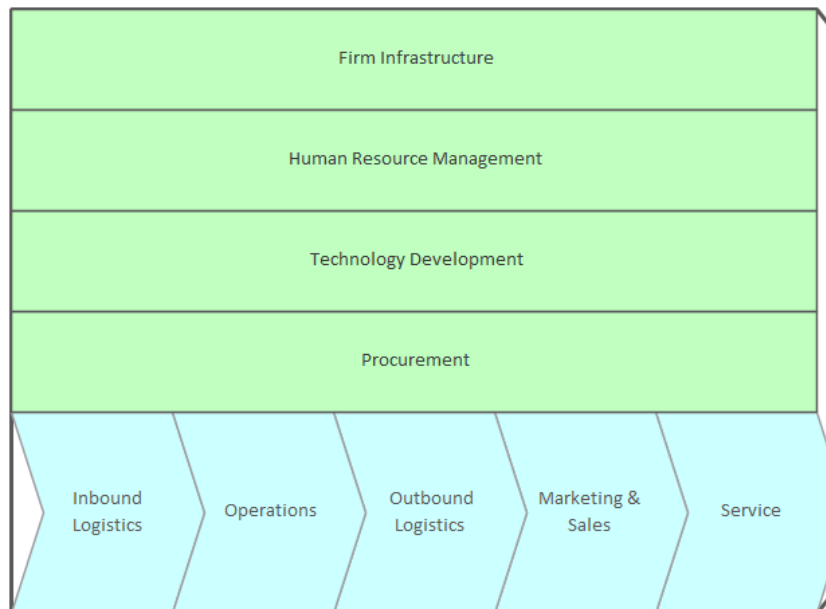 Firm Infrastructure
Human Resource Management
Technology Development
Procurement
Inbound
Logistics
Operations
Outbound
Logistics
Marketing &
Sales
Service